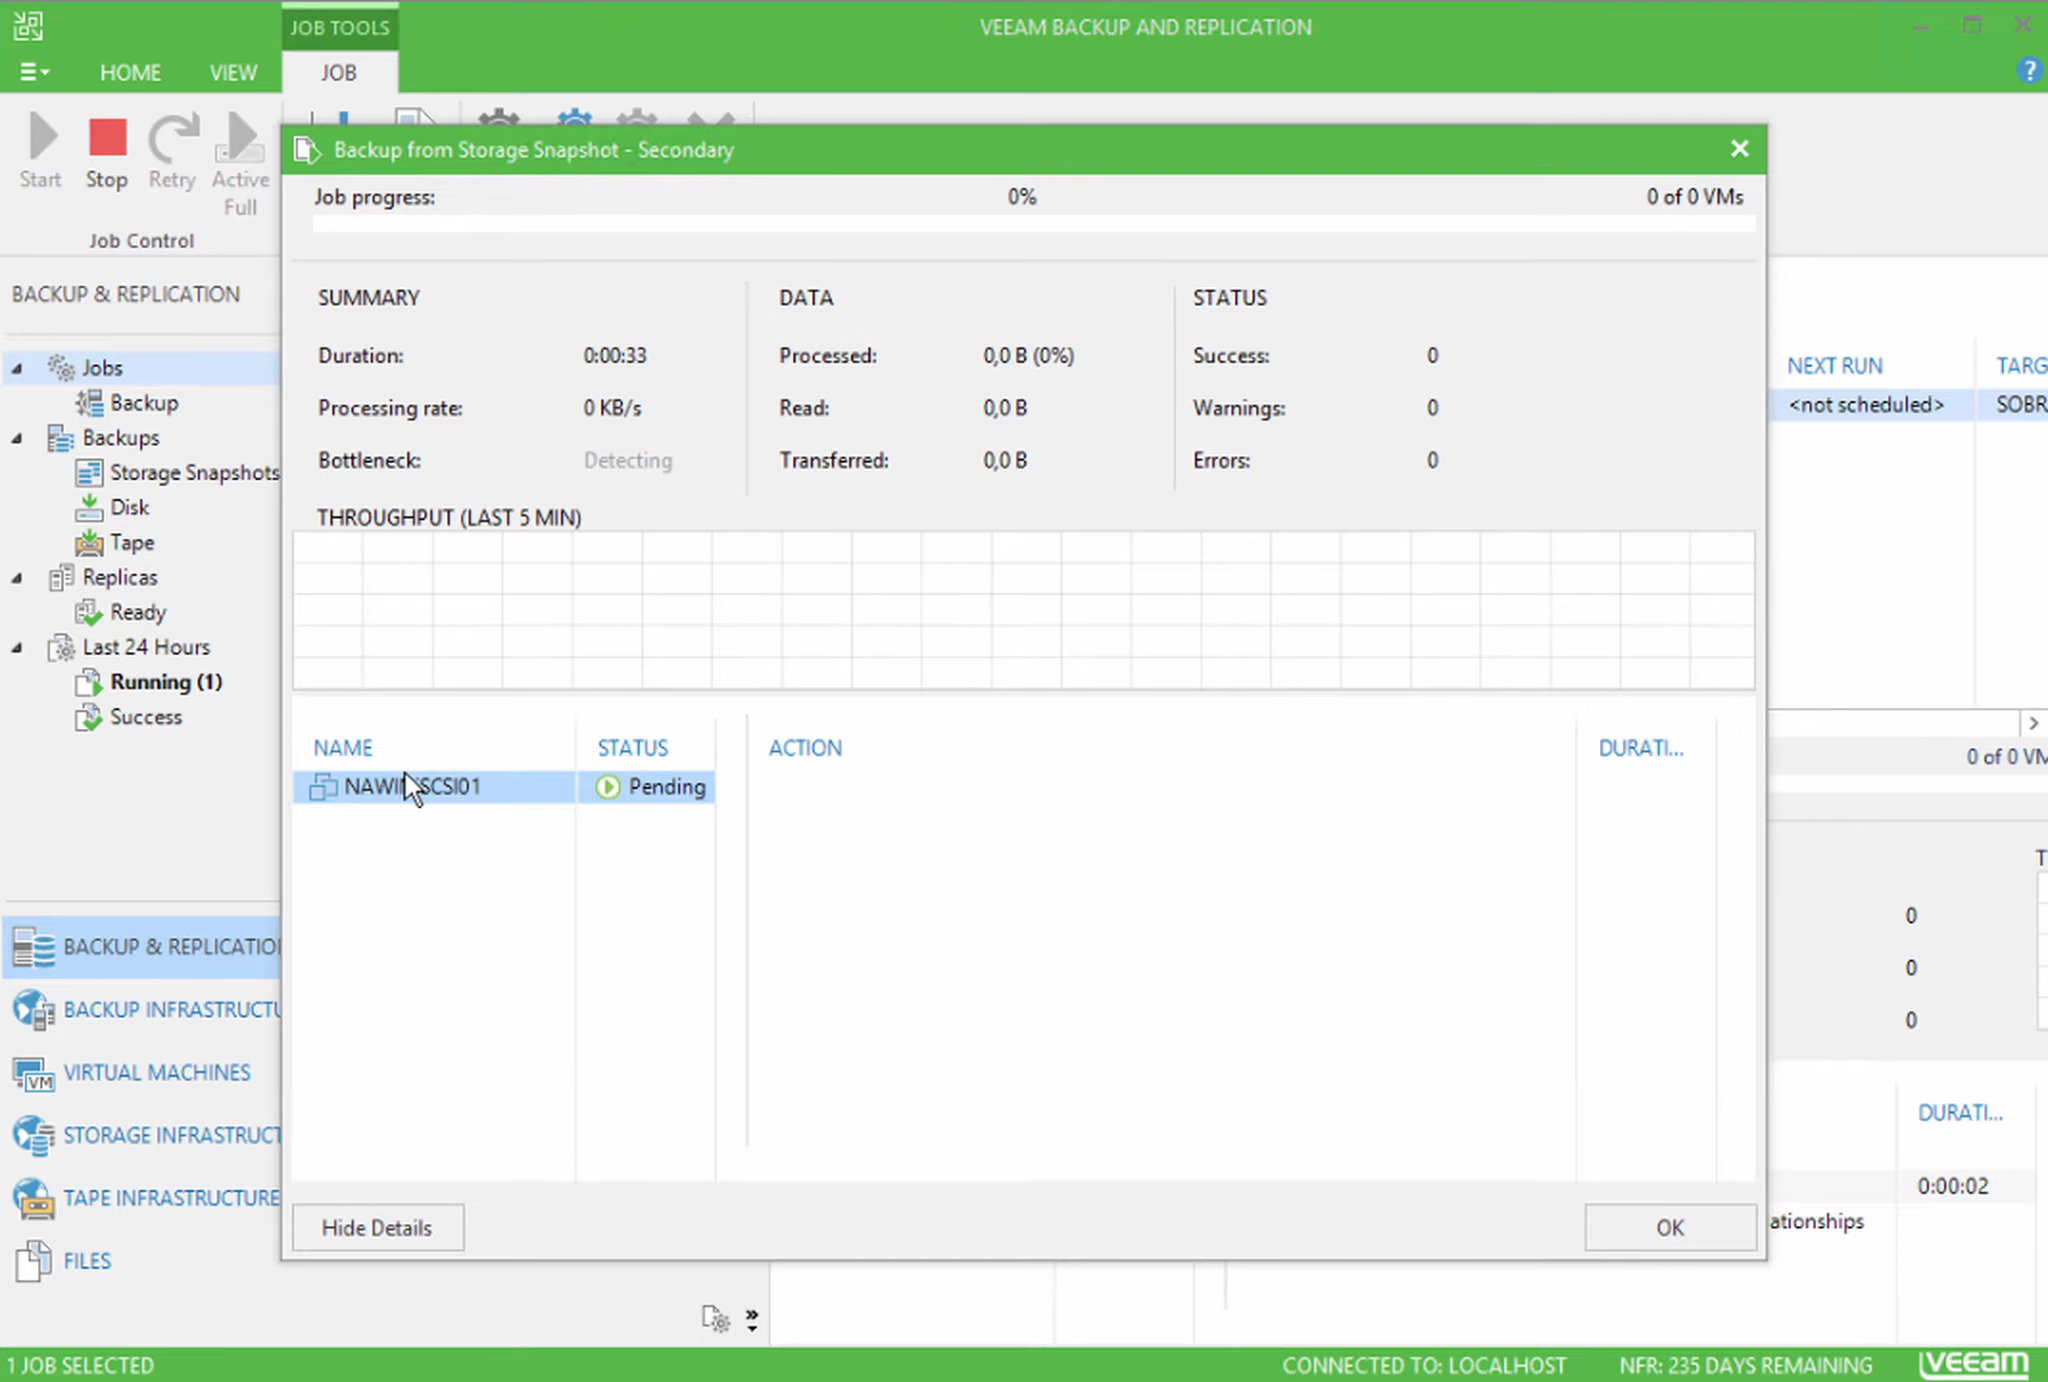 JOB TOOLS
VEEAM BACKUP AND REPLICATION
HOME VIEW JOB
?
Start Stop Retry Active Full
Job Control
Backup from Storage Snapshot - Secondary
Job progress: 0% 0 of 0 VMs
SUMMARY
Duration: 0:00:33
Processing rate: 0 KB/s
Bottleneck: Detecting
DATA
Processed: 0,0 B (0%)
Read: 0,0 B
Transferred: 0,0 B
STATUS
Success: 0
Warnings: 0
Errors: 0
THROUGHPUT (LAST 5 MIN)
NAME STATUS ACTION DURATI...
Pending
Hide Details OK
BACKUP & REPLICATION
Jobs
Backup
Backups
Storage Snapshots
Disk
Tape
Replicas
Ready
Last 24 Hours
Running (1)
Success
BACKUP & REPLICATIO
BACKUP INFRASTRUCTU
VIRTUAL MACHINES
VM
STORAGE INFRASTRUCT
TAPE INFRASTRUCTURE
FILES
NEXT RUN TARG
<not scheduled> SOBR
0 of 0 VM
T
0
0
0
DURATI...
0:00:02
ationships
1 JOB SELECTED
CONNECTED TO: LOCALHOST
NFR: 235 DAYS REMAINING
veeam